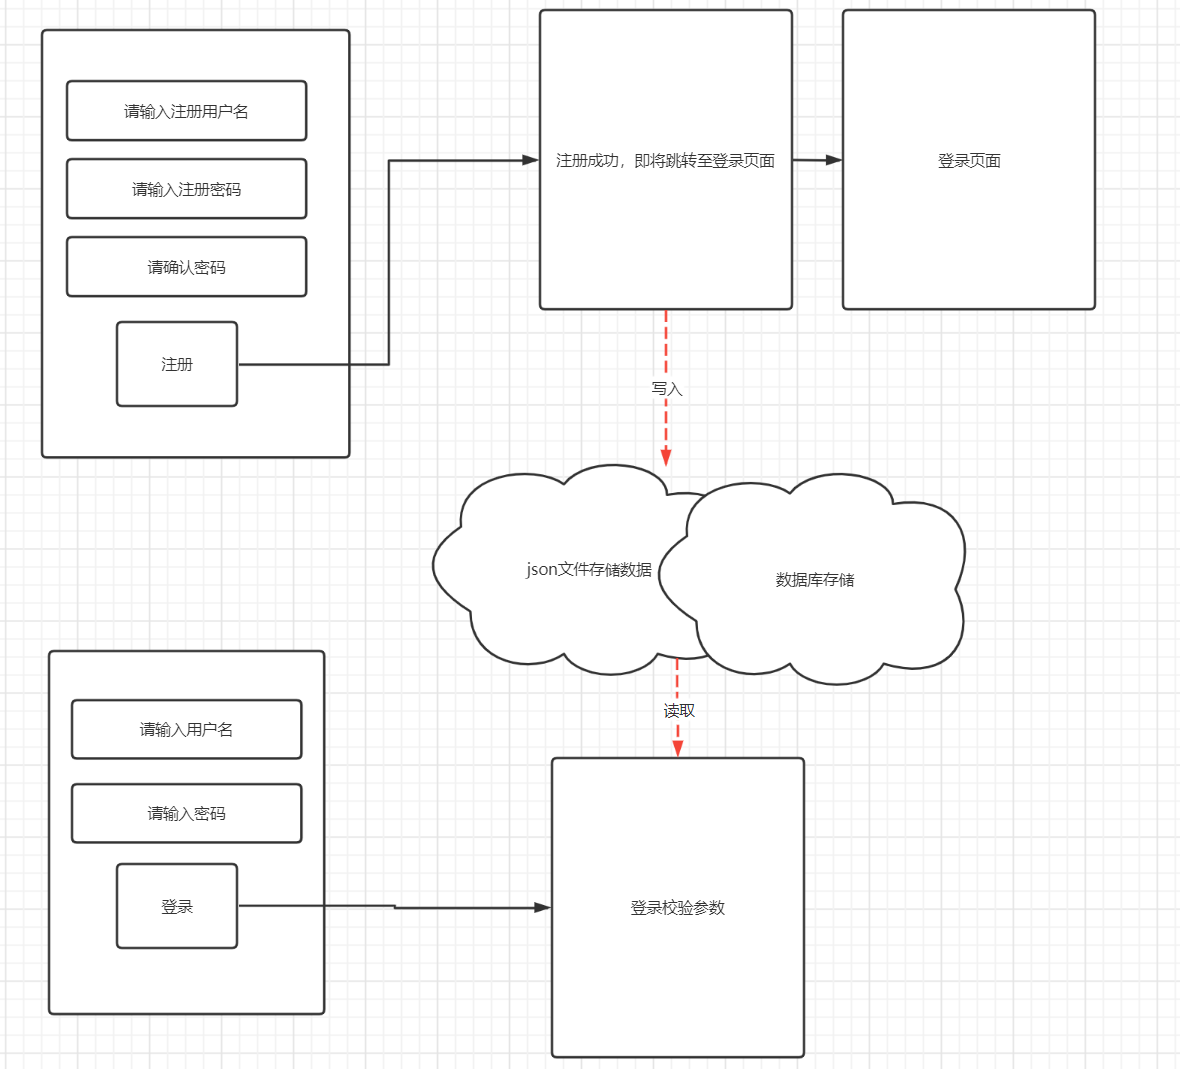 请输入注册用户名
请输入注册密码
请确认密码
注册
注册成功，即将跳转至登录页面
登录页面
写入
json文件存储数据
数据库存储
读取
请输入用户名
请输入密码
登录
登录校验参数